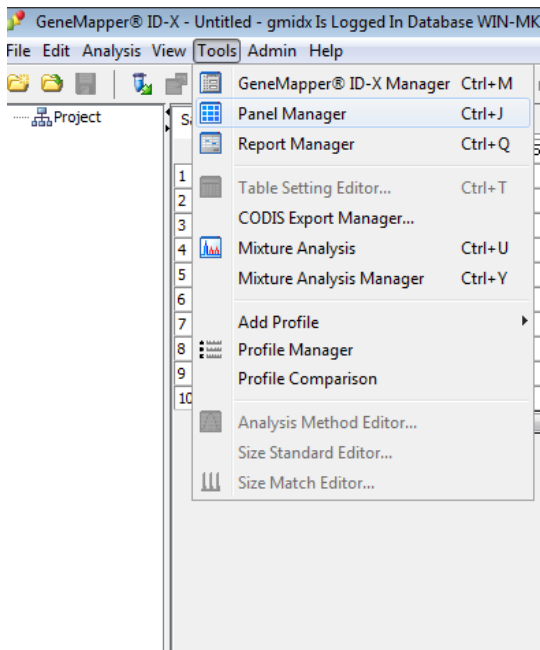 GeneMapper® ID-X - Untitled - gmidx Is Logged In Database WIN-MK
File Edit Analysis View Tools Admin Help
GeneMapper® ID-X Manager Ctrl+M
Project
Panel Manager Ctrl+J
Report Manager Ctrl+Q
1
Table Setting Editor... Ctrl+T
2
CODIS Export Manager...
3
4 Mixture Analysis Ctrl+U
5 Mixture Analysis Manager Ctrl+Y
6
7 Add Profile
8 Profile Manager
9 Profile Comparison
10
Analysis Method Editor...
Size Standard Editor...
Size Match Editor...